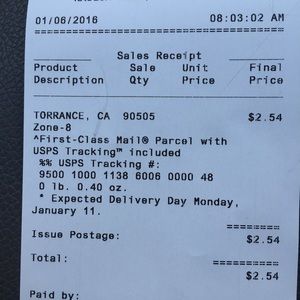 01/06/2016 08:03:02 AM
Sales Receipt
Product Sale Unit Final
Description Qty Price Price
TORRANCE, CA 90505 $2.54
Zone-8
^First-Class Mail® Parcel with
USPS Tracking™ included
%% USPS Tracking #:
9500 1000 1138 6006 0000 48
0 lb. 0.40 oz.
* Expected Delivery Day Monday,
January 11.
========
Issue Postage: $2.54
========
Total: $2.54
Paid by: